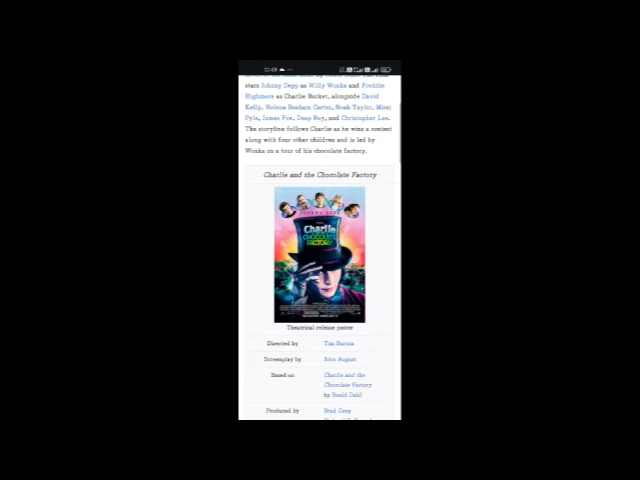 21:49
stars Johnny Depp as Willy Wonka and Freddie
Highmore as Charlie Bucket, alongside David
Kelly, Helena Bonham Carter, Noah Taylor, Missi
Pyle, James Fox, Deep Roy, and Christopher Lee.
The storyline follows Charlie as he wins a contest
along with four other children and is led by
Wonka on a tour of his chocolate factory.
Charlie and the Chocolate Factory
JOHNNY DEPP
Charlie
CHOCOLATE
FACTORY
Theatrical release poster
Directed by Tim Burton
Screenplay by John August
Based on Charlie and the
Chocolate Factory
by Roald Dahl
Produced by Brad Grey